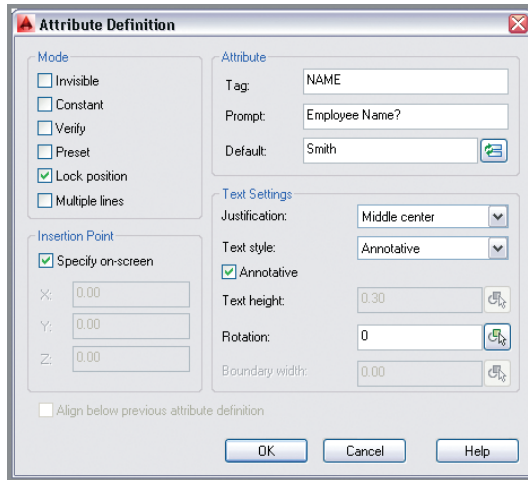 Attribute Definition
Mode
Invisible
Constant
Verify
Preset
Lock position
Multiple lines
Insertion Point
Specify on-screen
X: 0.00
Y: 0.00
Z: 0.00
Attribute
Tag: NAME
Prompt: Employee Name?
Default: Smith
Text Settings
Justification: Middle center
Text style: Annotative
Annotative
Text height: 0.30
Rotation: 0
Boundary width: 0.00
Align below previous attribute definition
OK Cancel Help